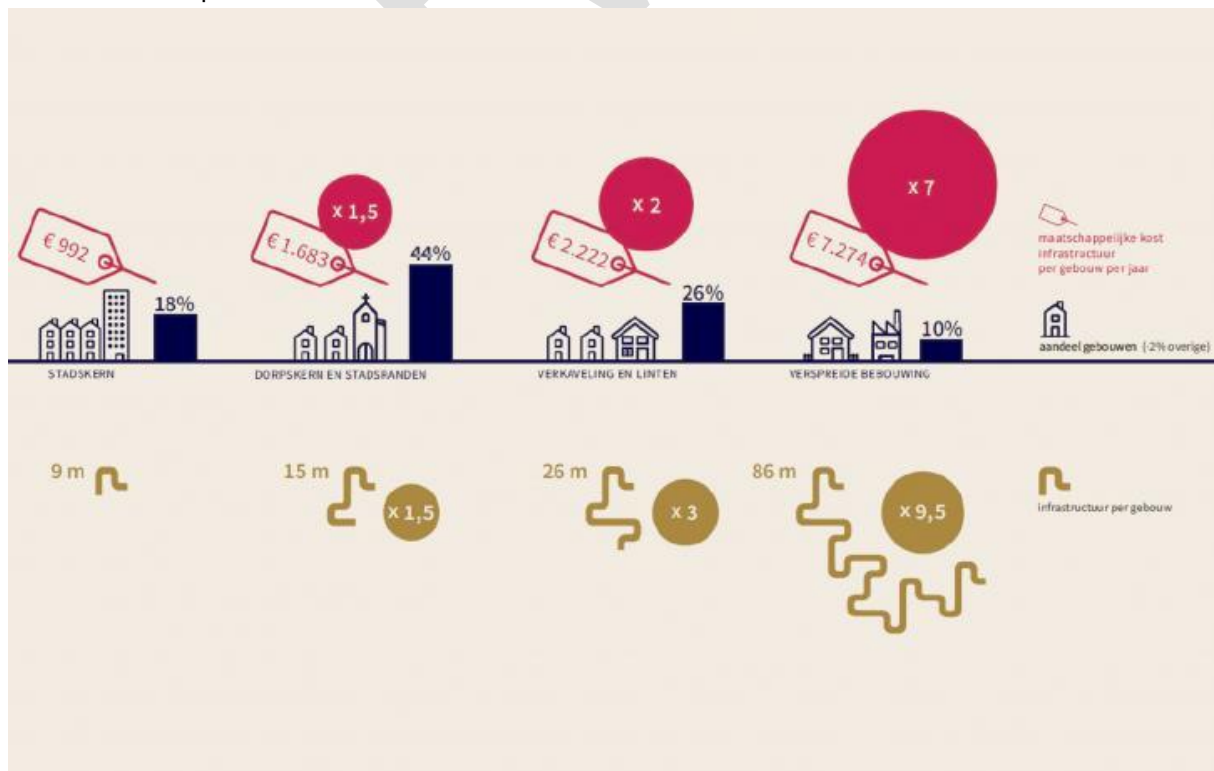 x 7
x 2
x 1,5
€ 992
€ 1.683
€ 2.222
€ 7.274
maatschappelijke kost
infrastructuur
per gebouw per jaar
18%
44%
26%
10%
aandeel gebouwen (-2% overige)
STADSKERN
DORPSKERN EN STADSRANDEN
VERKAVELING EN LINTEN
VERSPREIDE BEBOUWING
9 m
15 m
26 m
86 m
x 1,5
x 3
x 9,5
infrastructuur per gebouw